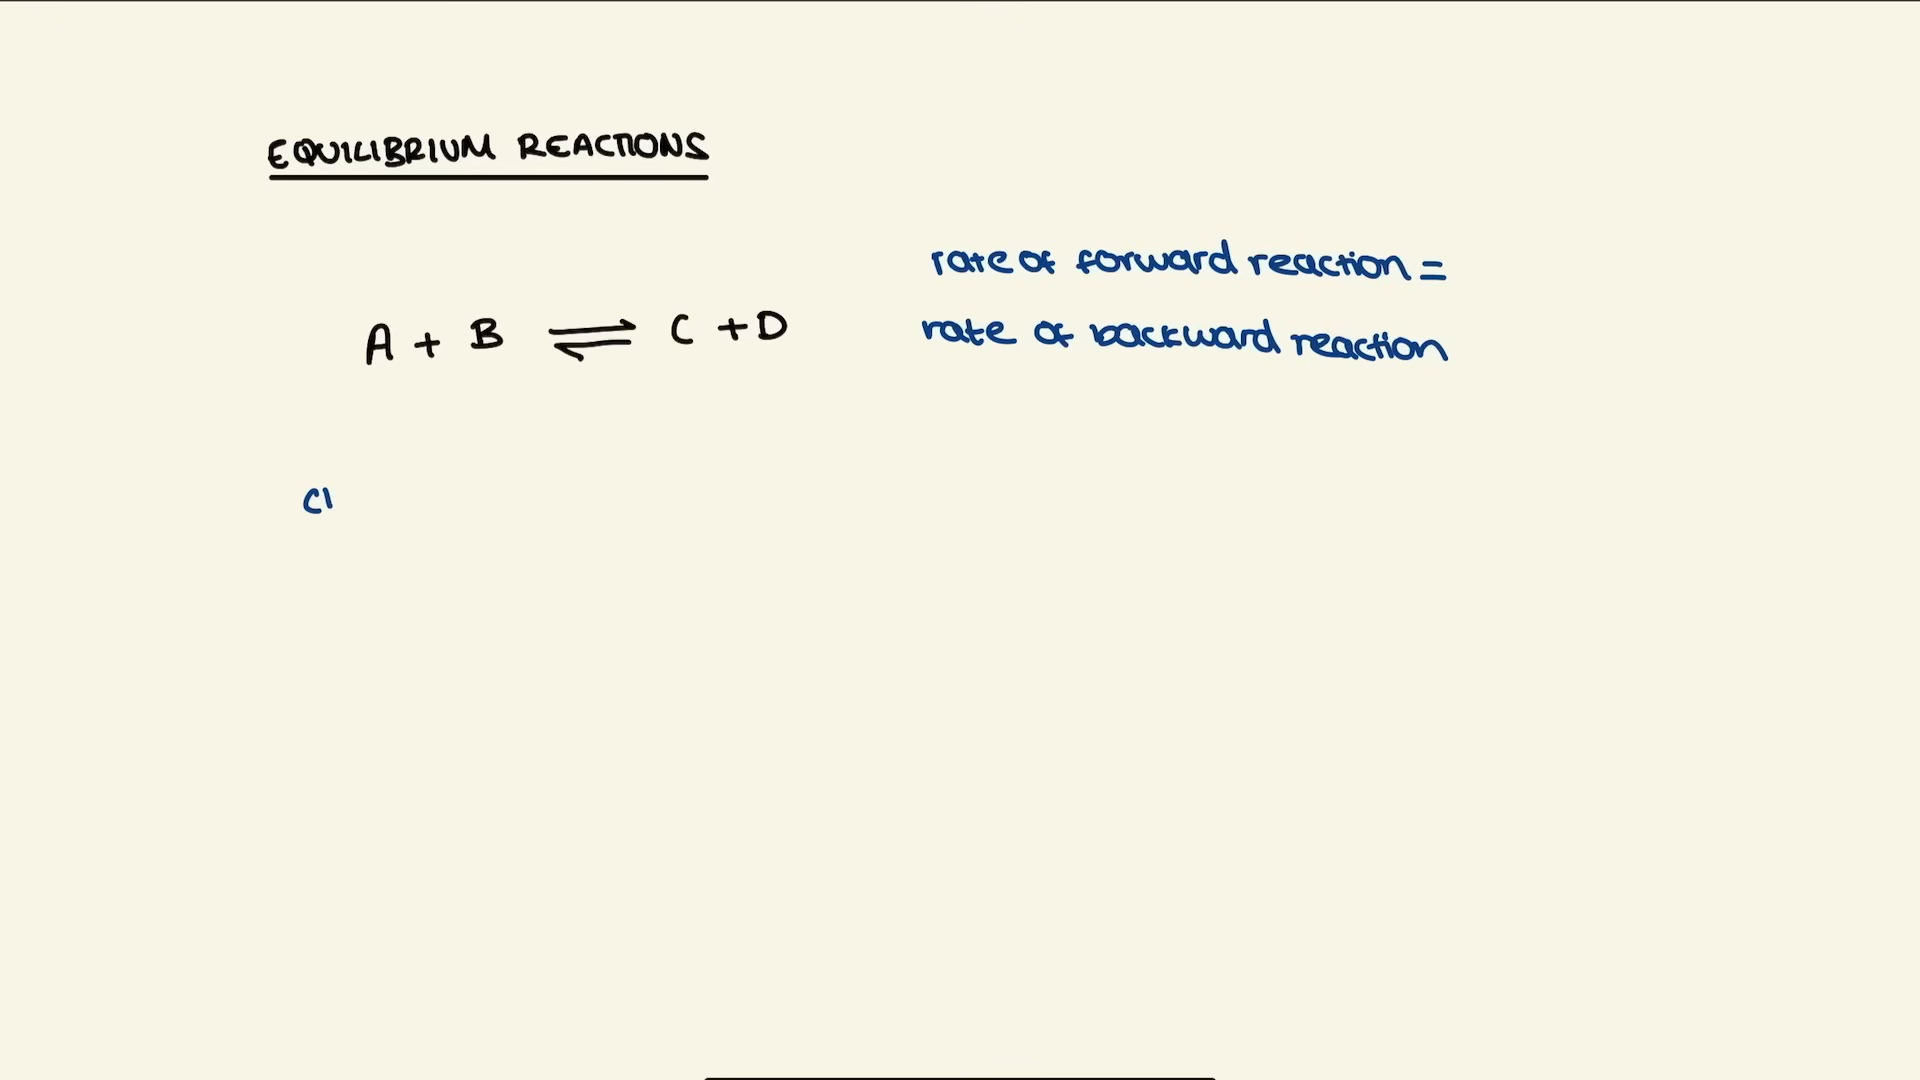 EQUILIBRIUM REACTIONS
rate of forward reaction =
A + B ⇌ C + D
rate of backward reaction